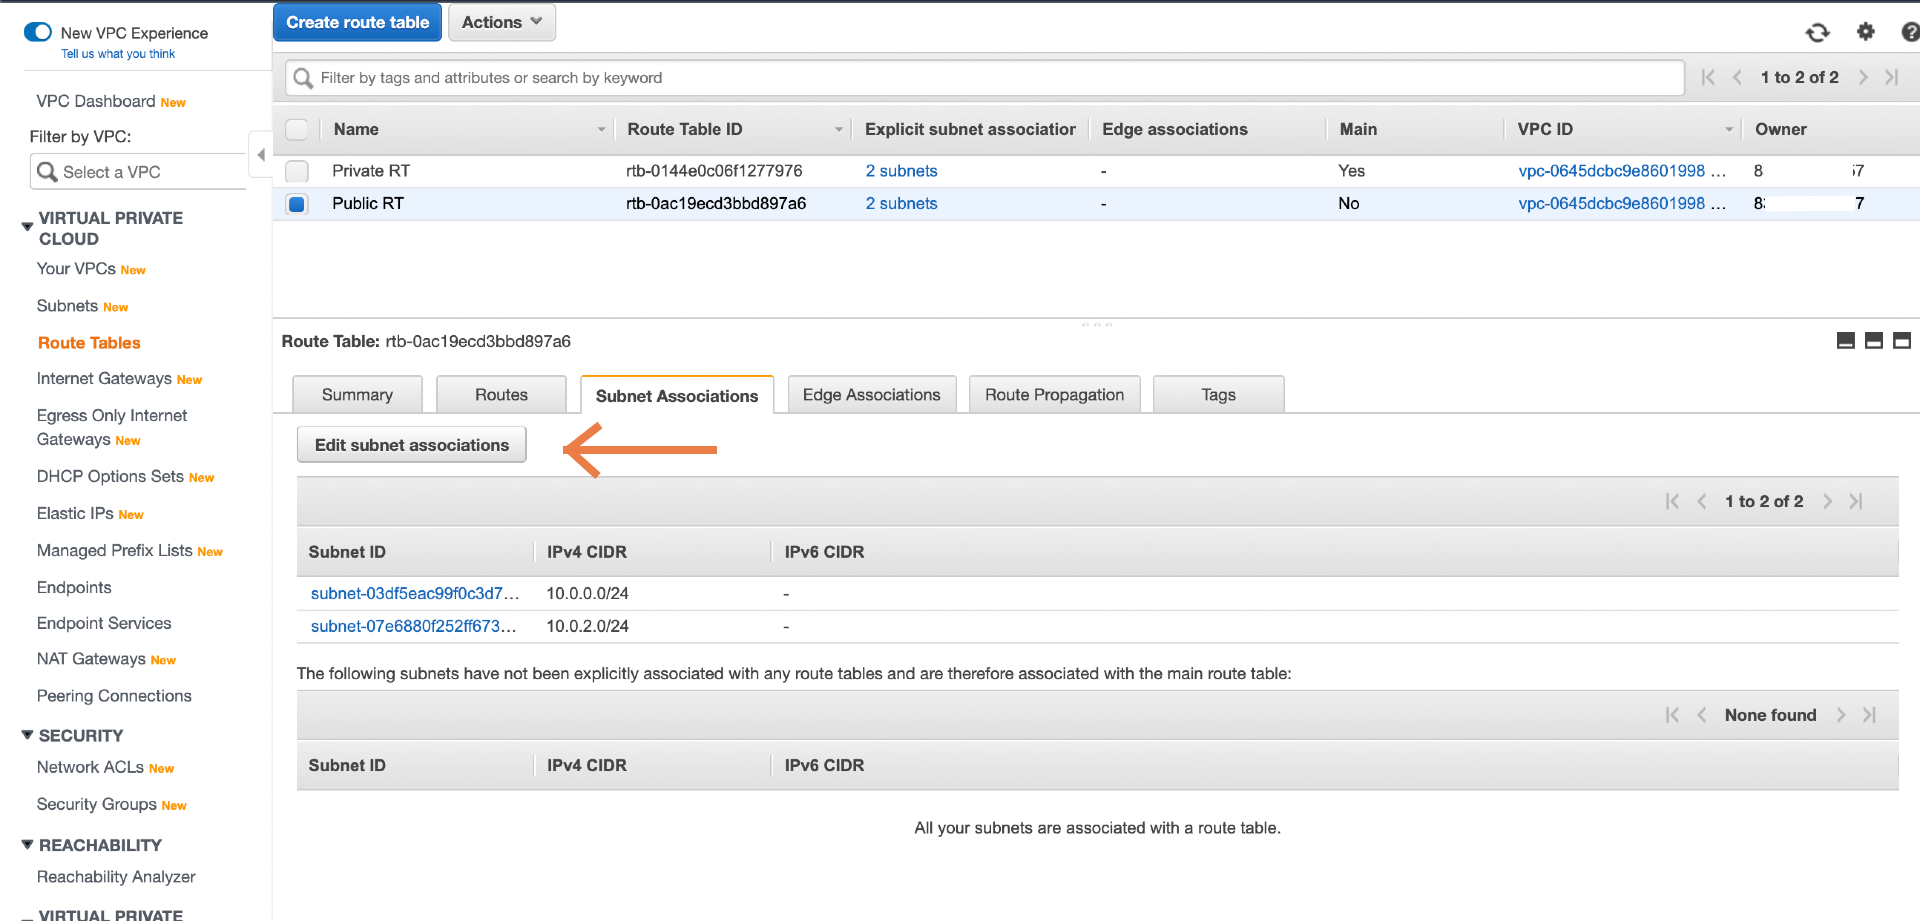 New VPC Experience
Tell us what you think
VPC Dashboard New
Filter by VPC:
Select a VPC
VIRTUAL PRIVATE
CLOUD
Your VPCs New
Subnets New
Route Tables
Internet Gateways New
Egress Only Internet
Gateways New
DHCP Options Sets New
Elastic IPs New
Managed Prefix Lists New
Endpoints
Endpoint Services
NAT Gateways New
Peering Connections
SECURITY
Network ACLs New
Security Groups New
REACHABILITY
Reachability Analyzer
VIRTUAL PRIVATE
Create route table Actions
Filter by tags and attributes or search by keyword 1 to 2 of 2
Name Route Table ID Explicit subnet association Edge associations Main VPC ID Owner
Private RT rtb-0144e0c06f1277976 2 subnets - Yes vpc-0645dcbc9e8601998 ... 8 7
Public RT rtb-0ac19ecd3bbd897a6 2 subnets - No vpc-0645dcbc9e8601998 ... 8 7
Route Table: rtb-0ac19ecd3bbd897a6
Summary Routes Subnet Associations Edge Associations Route Propagation Tags
Edit subnet associations
1 to 2 of 2
Subnet ID IPv4 CIDR IPv6 CIDR
subnet-03df5eac99f0c3d7... 10.0.0.0/24 -
subnet-07e6880f252ff673... 10.0.2.0/24 -
The following subnets have not been explicitly associated with any route tables and are therefore associated with the main route table:
None found
Subnet ID IPv4 CIDR IPv6 CIDR
All your subnets are associated with a route table.